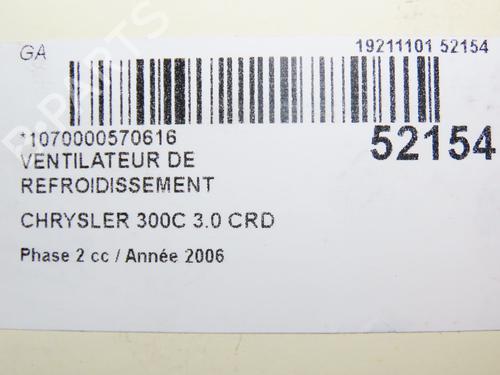 GA
19211101 52154
*1070000570616
52154
VENTILATEUR DE
REFROIDISSEMENT
CHRYSLER 300C 3.0 CRD
Phase 2 cc / Année 2006